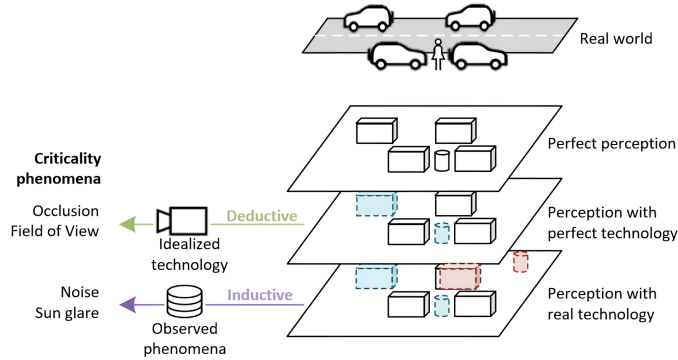 Real world
Perfect perception
Criticality
phenomena
Occlusion
Field of View
Deductive
Idealized
technology
Perception with
perfect technology
Noise
Sun glare
Inductive
Observed
phenomena
Perception with
real technology